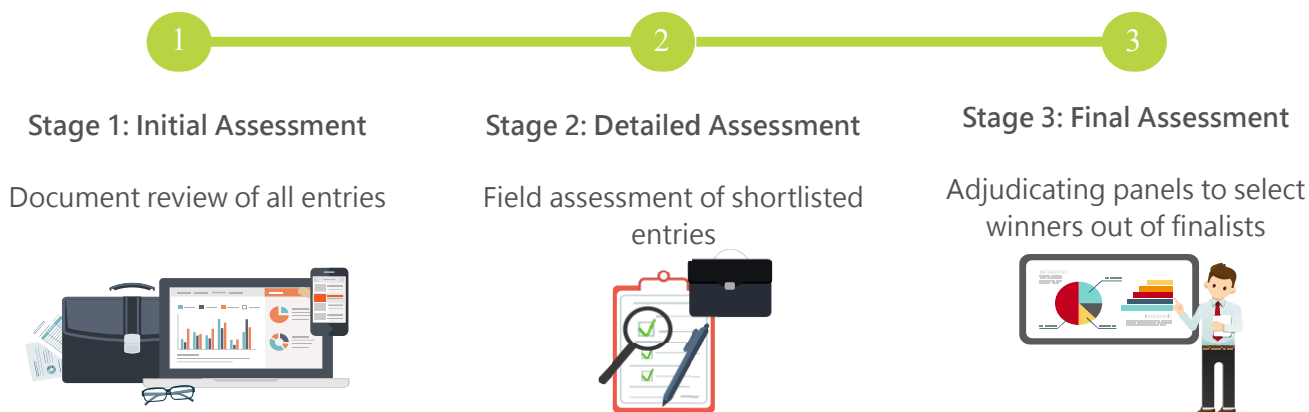 1
2
3
Stage 1: Initial Assessment
Document review of all entries
Stage 2: Detailed Assessment
Field assessment of shortlisted
entries
Stage 3: Final Assessment
Adjudicating panels to select
winners out of finalists